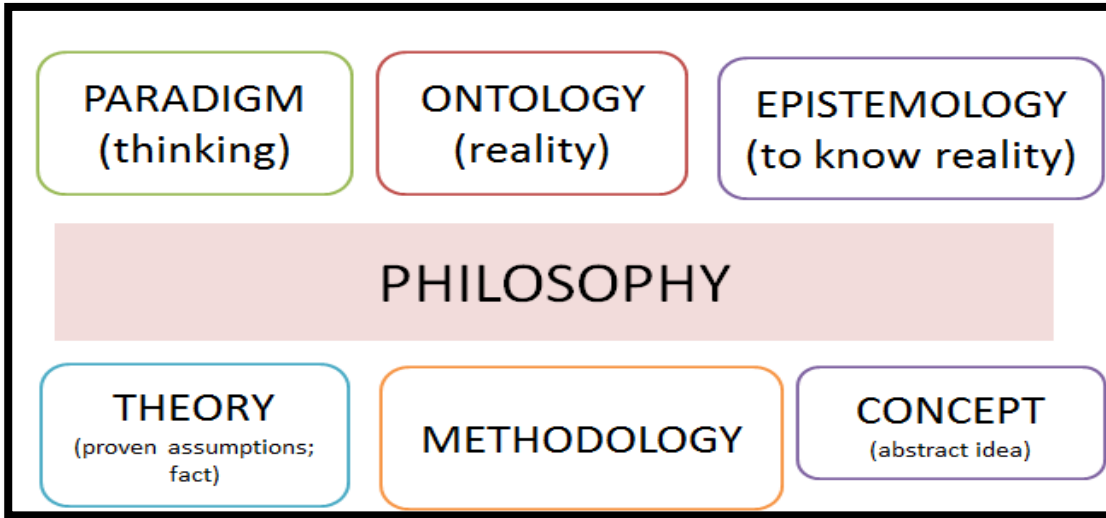 PARADIGM
(thinking)
ONTOLOGY
(reality)
EPISTEMOLOGY
(to know reality)
PHILOSOPHY
THEORY
(proven assumptions;
fact)
METHODOLOGY
CONCEPT
(abstract idea)